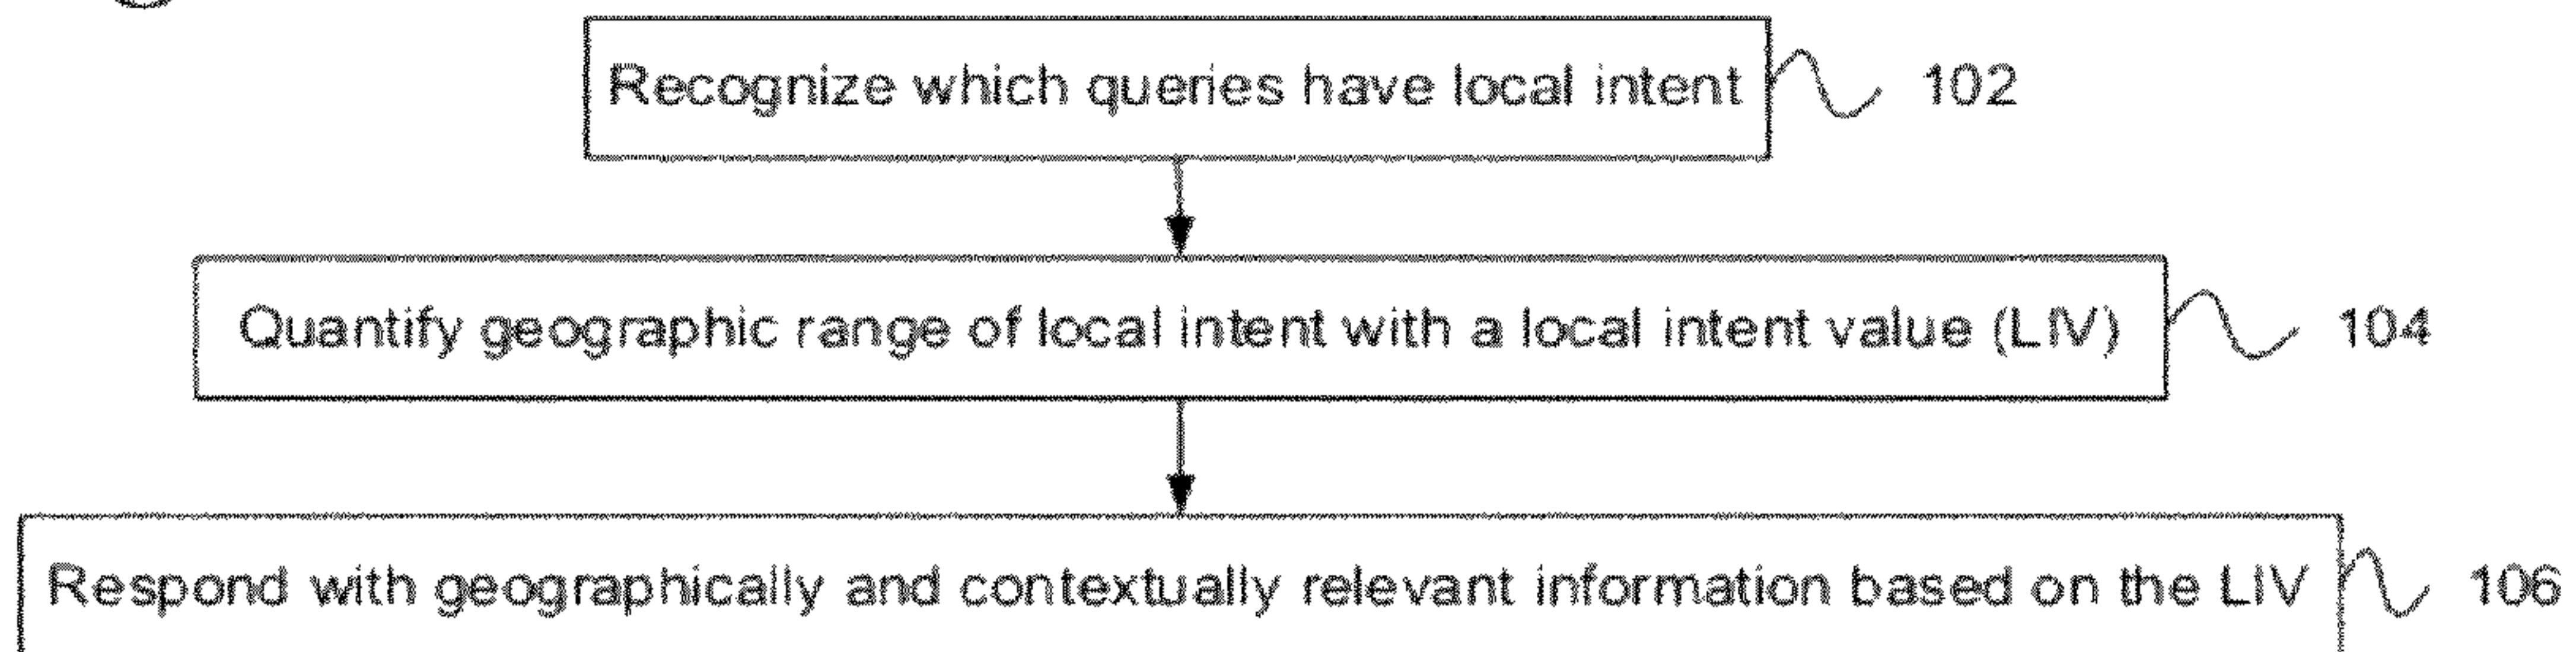 Recognize which queries have local intent 102
Quantify geographic range of local intent with a local intent value (LIV) 104
Respond with geographically and contextually relevant information based on the LIV 106